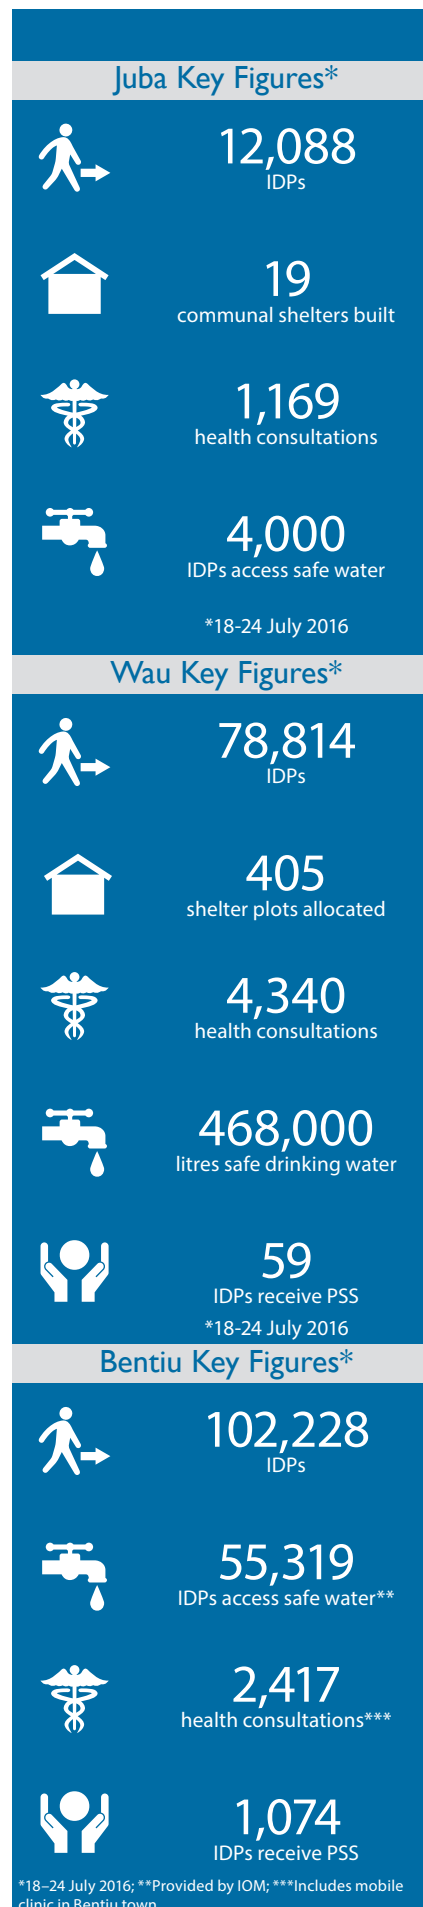 Juba Key Figures*
12,088
IDPs
19
communal shelters built
1,169
health consultations
4,000
IDPs access safe water
*18-24 July 2016
Wau Key Figures*
78,814
IDPs
405
shelter plots allocated
4,340
health consultations
468,000
litres safe drinking water
59
IDPs receive PSS
*18-24 July 2016
Bentiu Key Figures*
102,228
IDPs
55,319
IDPs access safe water**
2,417
health consultations***
1,074
IDPs receive PSS
*18–24 July 2016; **Provided by IOM; ***Includes mobile
clinic in Bentiu town